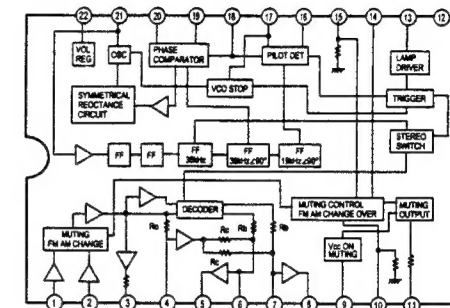 22 21 20 19 18 17 16 15 14 13 12
VOL REG
OSC
PHASE COMPARATOR
PILOT DET
LAMP DRIVER
SYMMETRICAL REOCTANCE CIRCUIT
VCO STOP
TRIGGER
STEREO SWITCH
FF
FF
FF 38kHz
FF 38kHz∠90°
FF 19kHz∠90°
DECODER
MUTING FM AM CHANGE
Ro
Rc
Rb
Rb
Rc
MUTING CONTROL FM AM CHANGE OVER
MUTING OUTPUT
Vcc ON MUTING
1 2 3 4 5 6 7 8 9 10 11